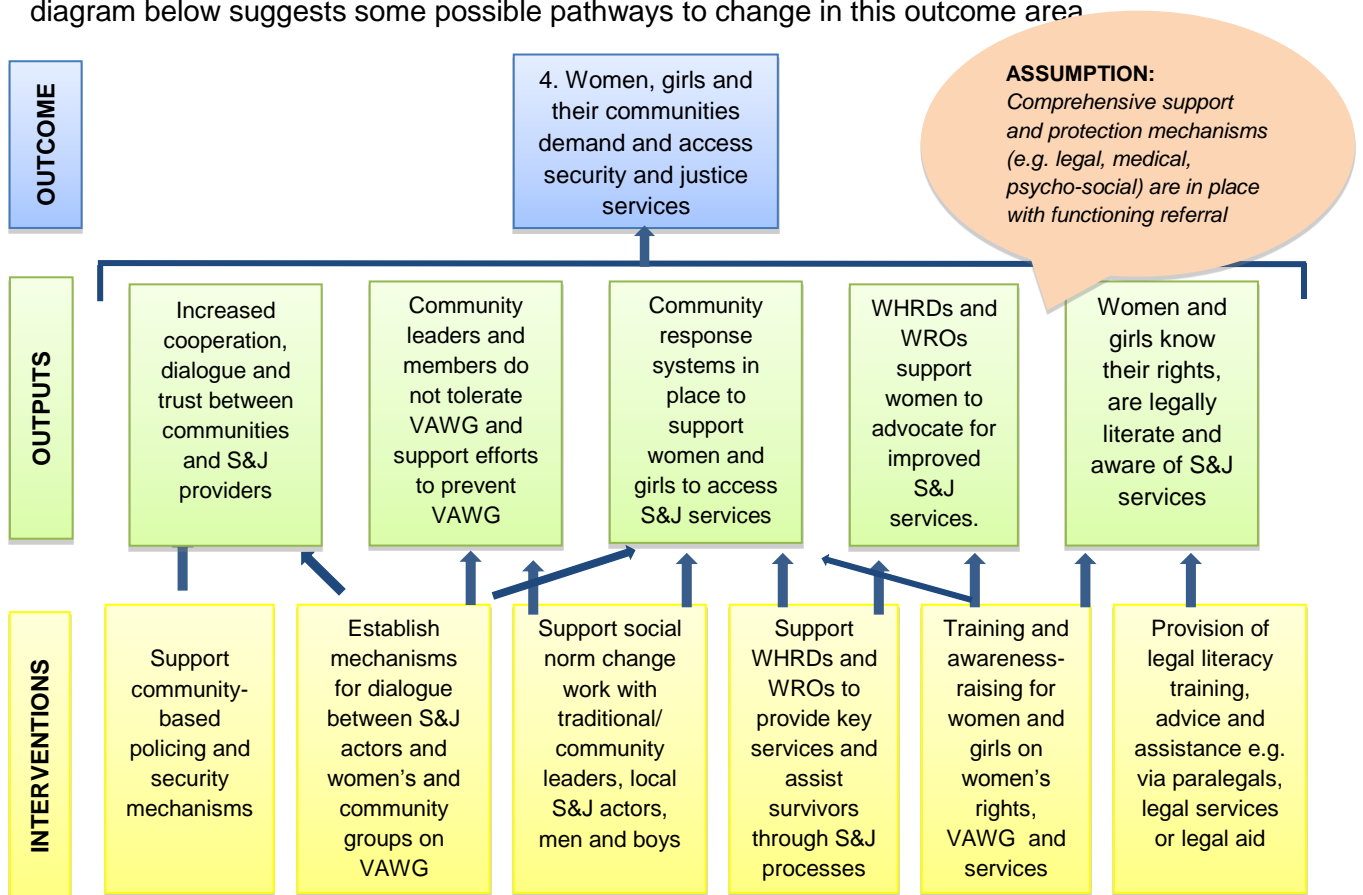 diagram below suggests some possible pathways to change in this outcome area
OUTCOME
4. Women, girls and
their communities
demand and access
security and justice
services
ASSUMPTION:
Comprehensive support
and protection mechanisms
(e.g. legal, medical,
psycho-social) are in place
with functioning referral
OUTPUTS
Increased
cooperation,
dialogue and
trust between
communities
and S&J
providers
Community
leaders and
members do
not tolerate
VAWG and
support efforts
to prevent
VAWG
Community
response
systems in
place to
support
women and
girls to access
S&J services
WHRDs and
WROs
support
women to
advocate for
improved
S&J
services.
Women and
girls know
their rights,
are legally
literate and
aware of S&J
services
INTERVENTIONS
Support
community-
based
policing and
security
mechanisms
Establish
mechanisms
for dialogue
between S&J
actors and
women's and
community
groups on
VAWG
Support social
norm change
work with
traditional/
community
leaders, local
S&J actors,
men and boys
Support
WHRDs and
WROs to
provide key
services and
assist
survivors
through S&J
processes
Training and
awareness-
raising for
women and
girls on
women's
rights,
VAWG and
services
Provision of
legal literacy
training,
advice and
assistance e.g.
via paralegals,
legal services
or legal aid